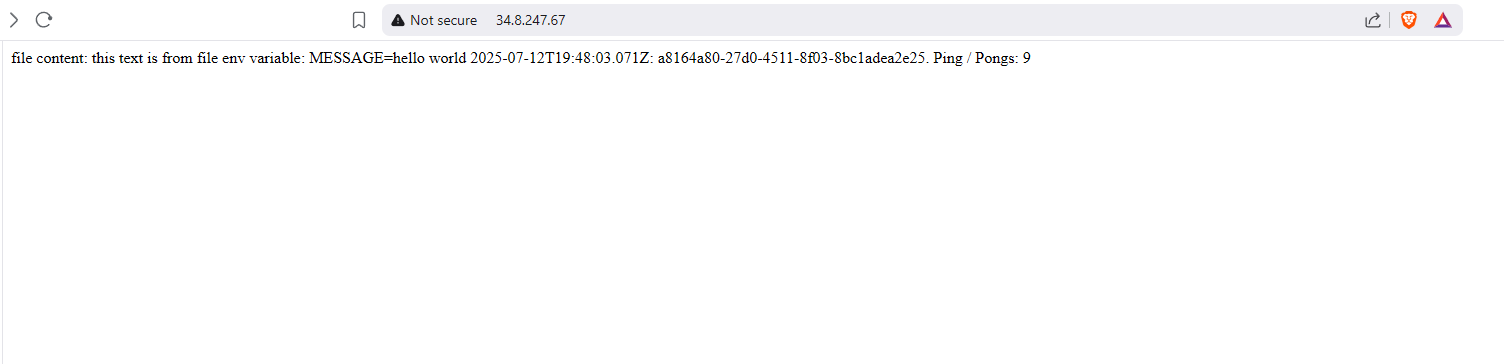 Not secure 34.8.247.67
file content: this text is from file env variable: MESSAGE=hello world 2025-07-12T19:48:03.071Z: a8164a80-27d0-4511-8f03-8bc1adea2e25. Ping / Pongs: 9